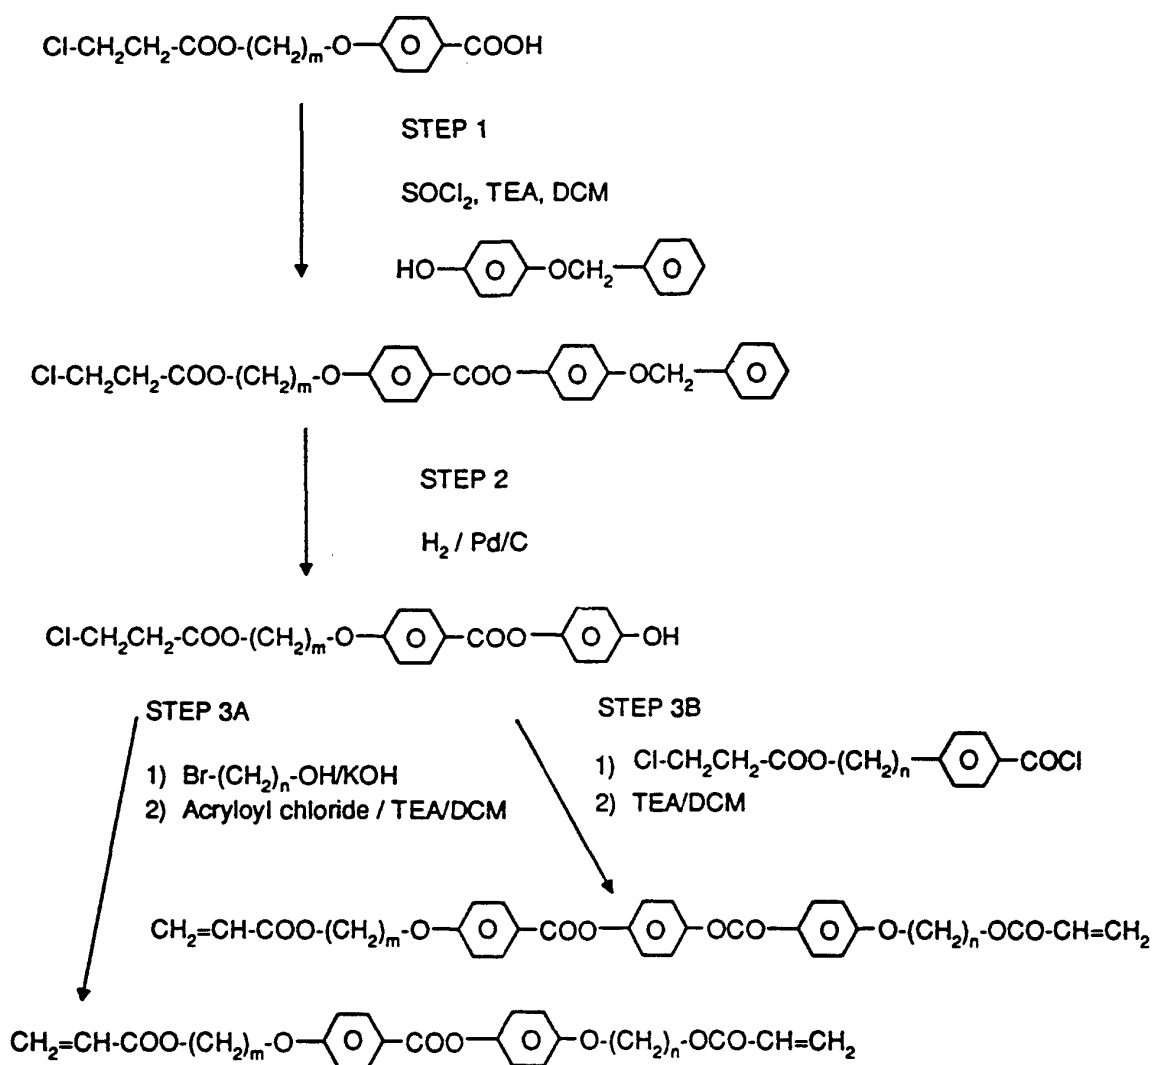 Cl-CH₂CH₂-COO-(CH₂)ₘ-O-⌬-COOH
STEP 1
SOCl₂, TEA, DCM
HO-⌬-OCH₂-⌬
Cl-CH₂CH₂-COO-(CH₂)ₘ-O-⌬-COO-⌬-OCH₂-⌬
STEP 2
H₂ / Pd/C
Cl-CH₂CH₂-COO-(CH₂)ₘ-O-⌬-COO-⌬-OH
STEP 3A
1) Br-(CH₂)ₙ-OH/KOH
2) Acryloyl chloride / TEA/DCM
STEP 3B
1) Cl-CH₂CH₂-COO-(CH₂)ₙ-⌬-COCl
2) TEA/DCM
CH₂=CH-COO-(CH₂)ₘ-O-⌬-COO-⌬-OCO-⌬-O-(CH₂)ₙ-OCO-CH=CH₂
CH₂=CH-COO-(CH₂)ₘ-O-⌬-COO-⌬-O-(CH₂)ₙ-OCO-CH=CH₂